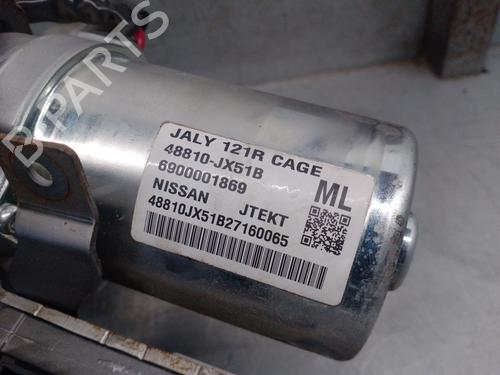 B-PARTS
JALY 121R CAGE
48810-JX51B
6900001869
NISSAN JTEKT
48810JX51B27160065
ML